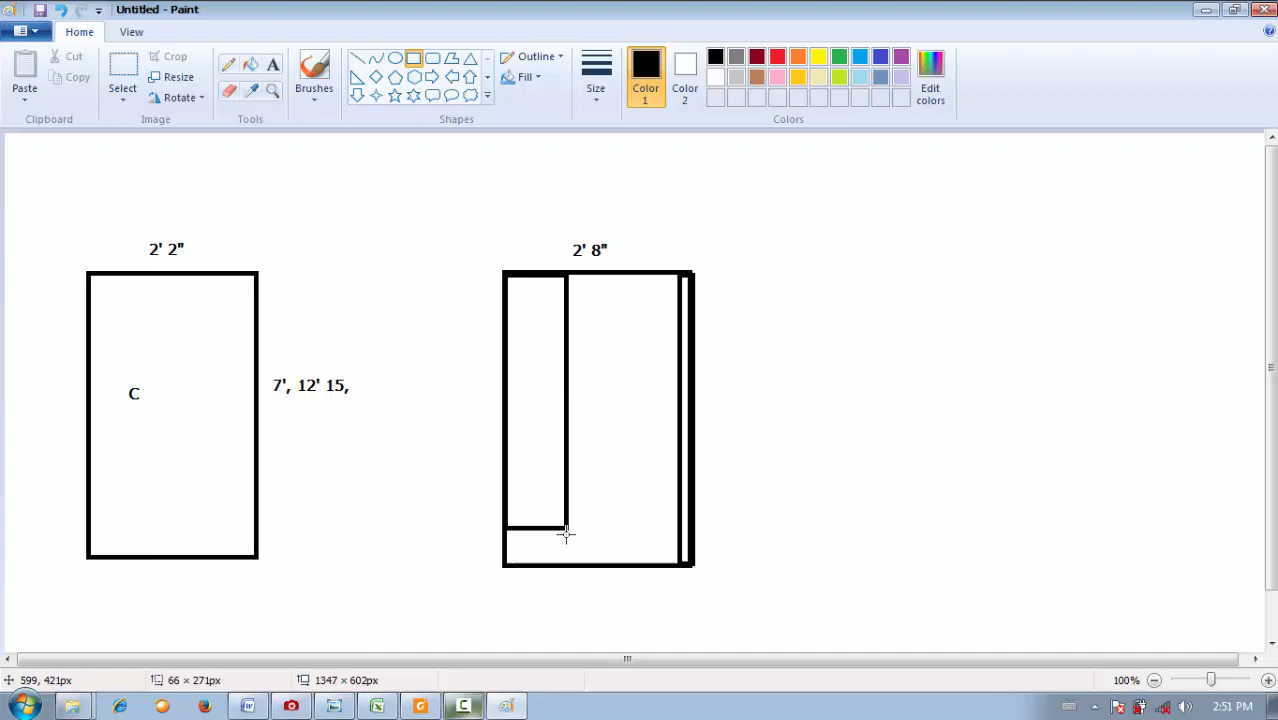 Untitled - Paint
Home View
Paste
Cut
Copy
Clipboard
Select
Crop
Resize
Rotate
Image
A
Tools
Brushes
Outline
Fill
Shapes
Size
Color 1
Color 2
Edit colors
Colors
2' 2"
C
7', 12' 15,
2' 8"
599, 421px
66 × 271px
1347 × 602px
100%
2:51 PM